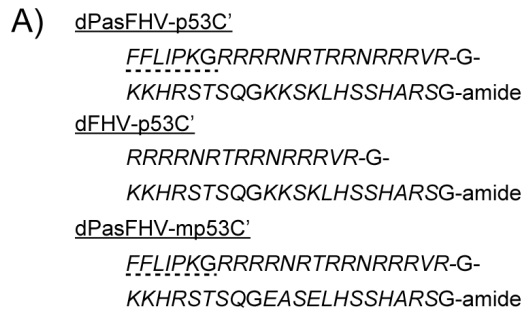 A)
dPasFHV-p53C'
FFLIPKGRRRRNRTRRNRRRVR-G-
KKHRSTSQGKKSKLHSSHARSG-amide
dFHV-p53C'
RRRRNRTRRNRRRVR-G-
KKHRSTSQGKKSKLHSSHARSG-amide
dPasFHV-mp53C'
FFLIPKGRRRRNRTRRNRRRVR-G-
KKHRSTSQGEASELHSSHARSG-amide